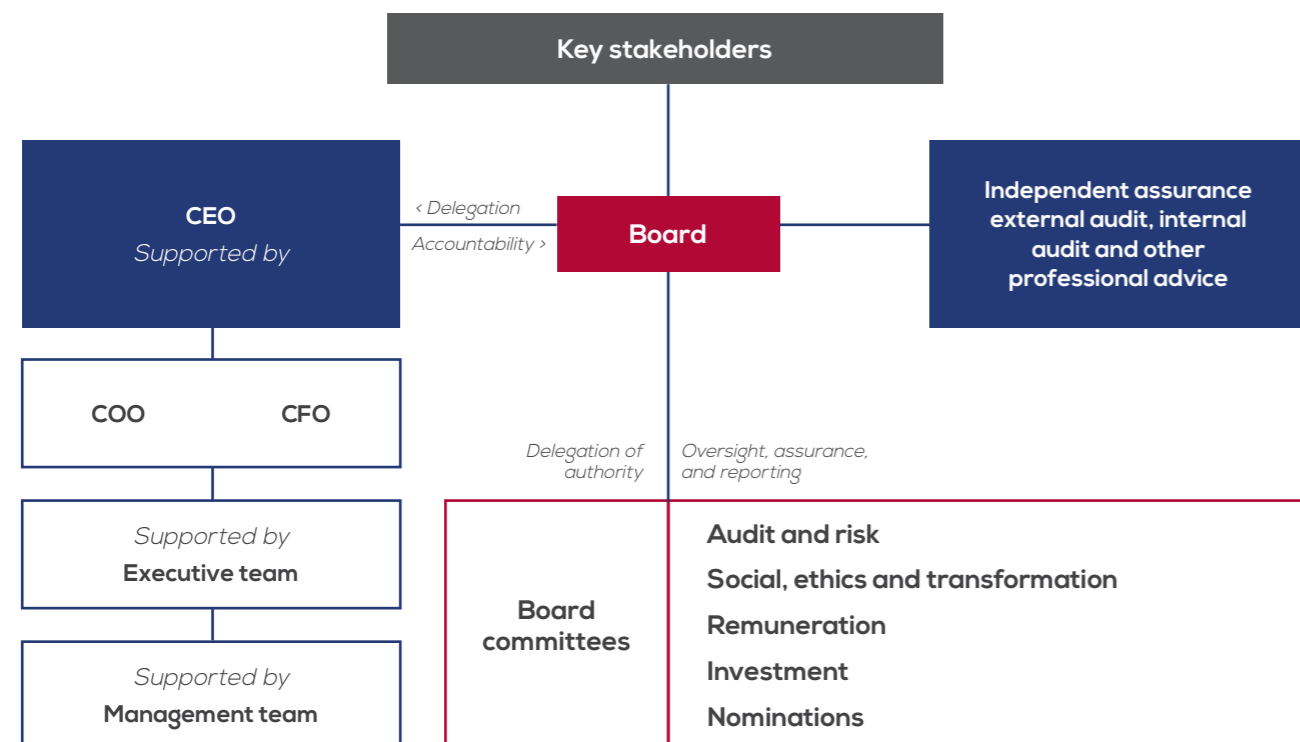 Key stakeholders
CEO
Supported by
< Delegation
Accountability >
Board
Independent assurance
external audit, internal
audit and other
professional advice
COO
CFO
Supported by
Executive team
Supported by
Management team
Delegation of
authority
Oversight, assurance,
and reporting
Board
committees
Audit and risk
Social, ethics and transformation
Remuneration
Investment
Nominations